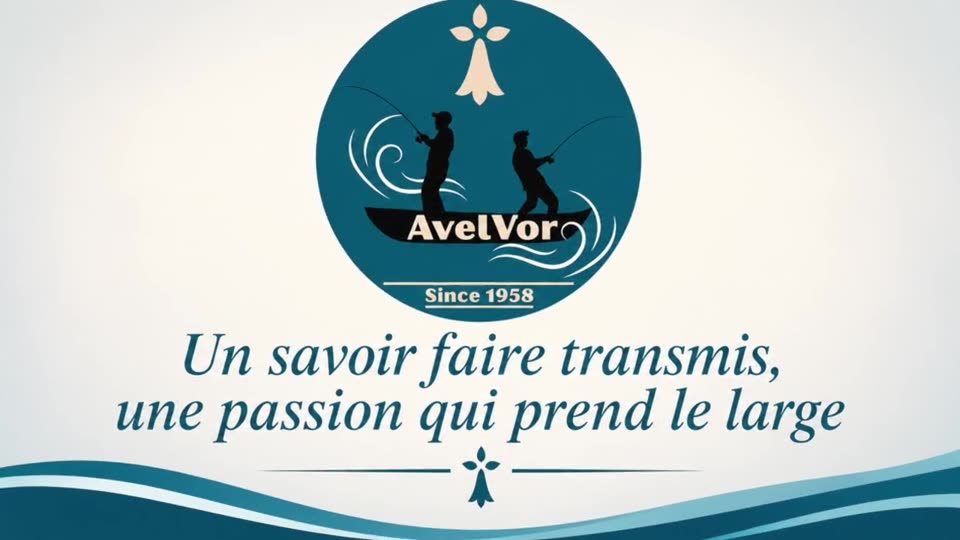 AvelVor
Since 1958
Un savoir faire transmis,
une passion qui prend le large